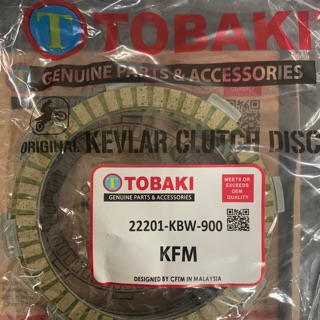 T TOBAKI
GENUINE PARTS & ACCESSORIES
ORIGINAL KEVLAR CLUTCH DISC
T TOBAKI
GENUINE PARTS & ACCESSORIES
MEETS OR
EXCEEDS
OEM
QUALITY
22201-KBW-900
KFM
DESIGNED BY CFTM IN MALAYSIA